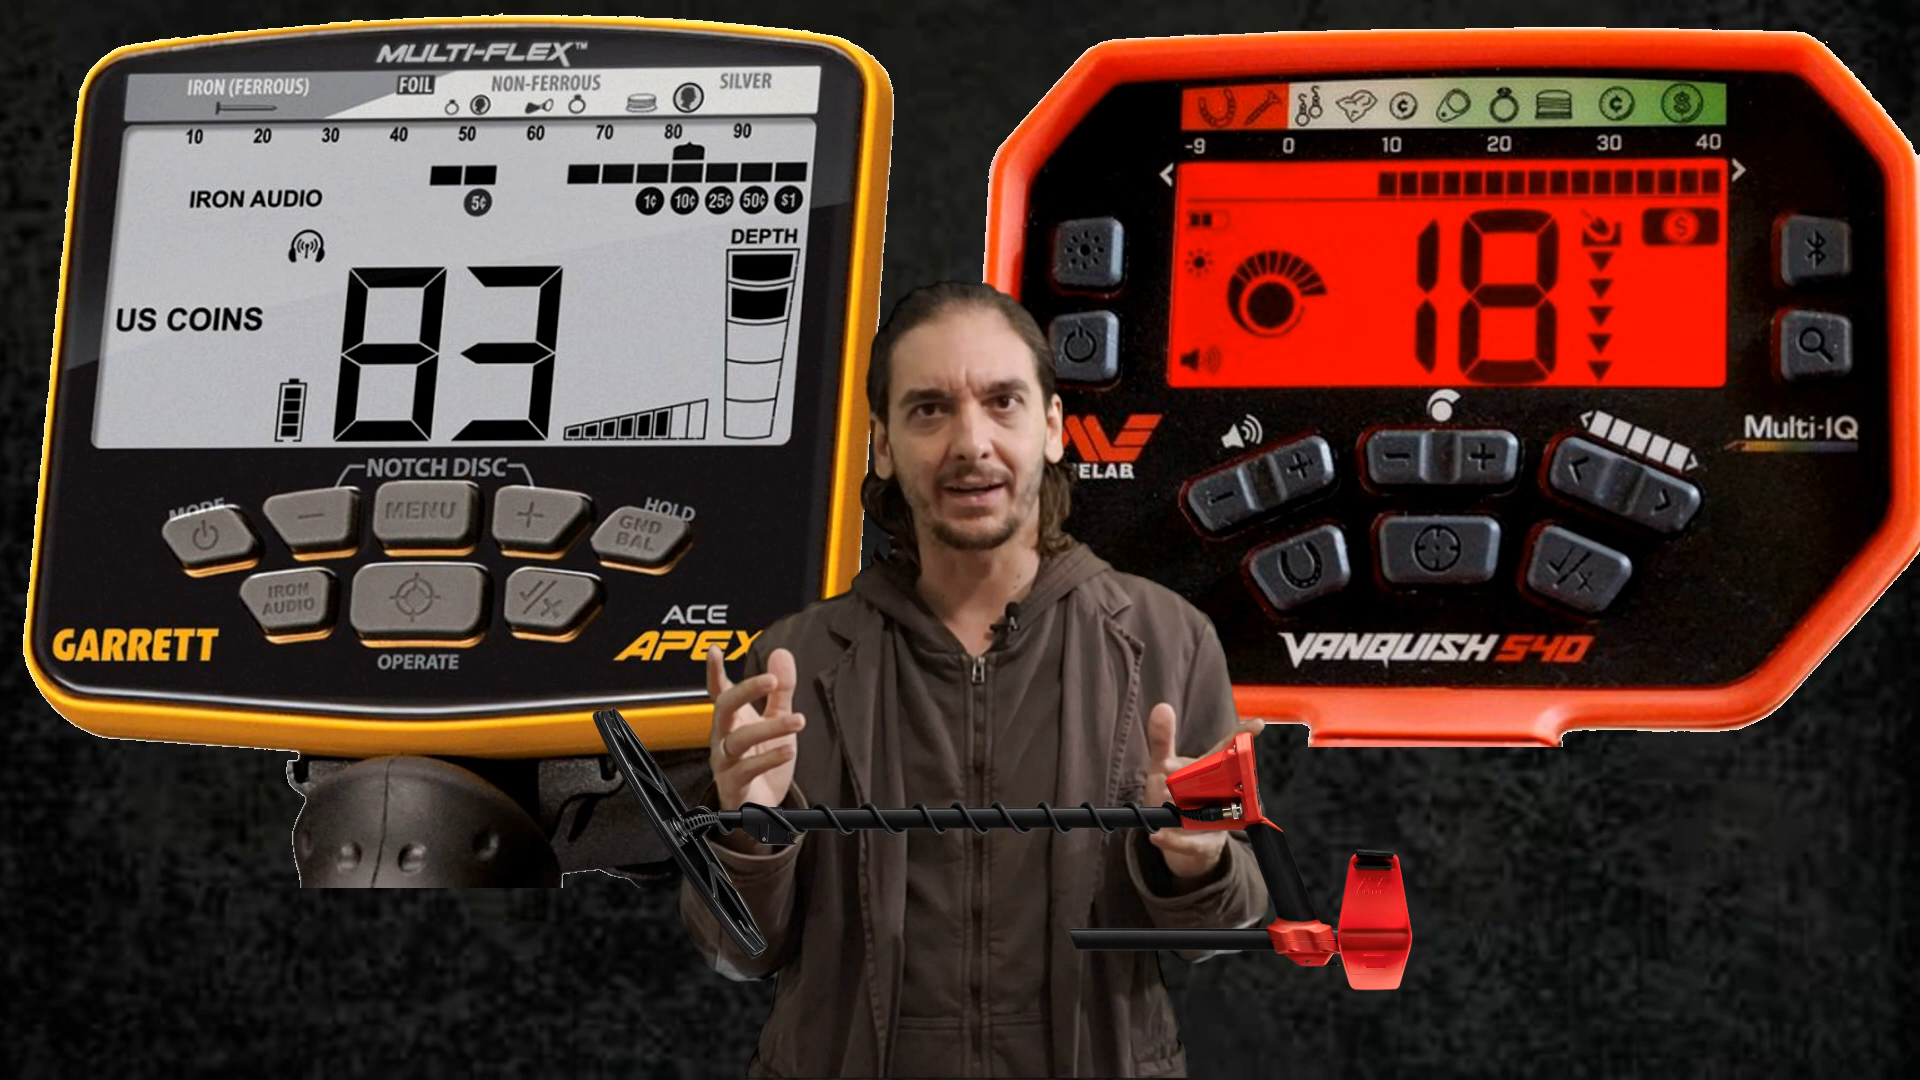 MULTI-FLEX™
IRON (FERROUS)
FOIL
NON-FERROUS
SILVER
10 20 30 40 50 60 70 80 90
IRON AUDIO
5¢
1¢ 10¢ 25¢ 50¢ $1
DEPTH
US COINS
83
NOTCH DISC
MODE
MENU
HOLD
GND
BAL
IRON
AUDIO
OPERATE
GARRETT
ACE
APEX
-9 0 10 20 30 40
18
ELAB
Multi-IQ
VANQUISH 540